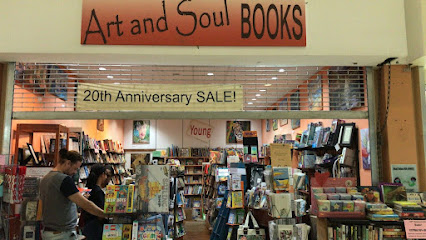 Art and Soul BOOKS
20th Anniversary SALE!
Young